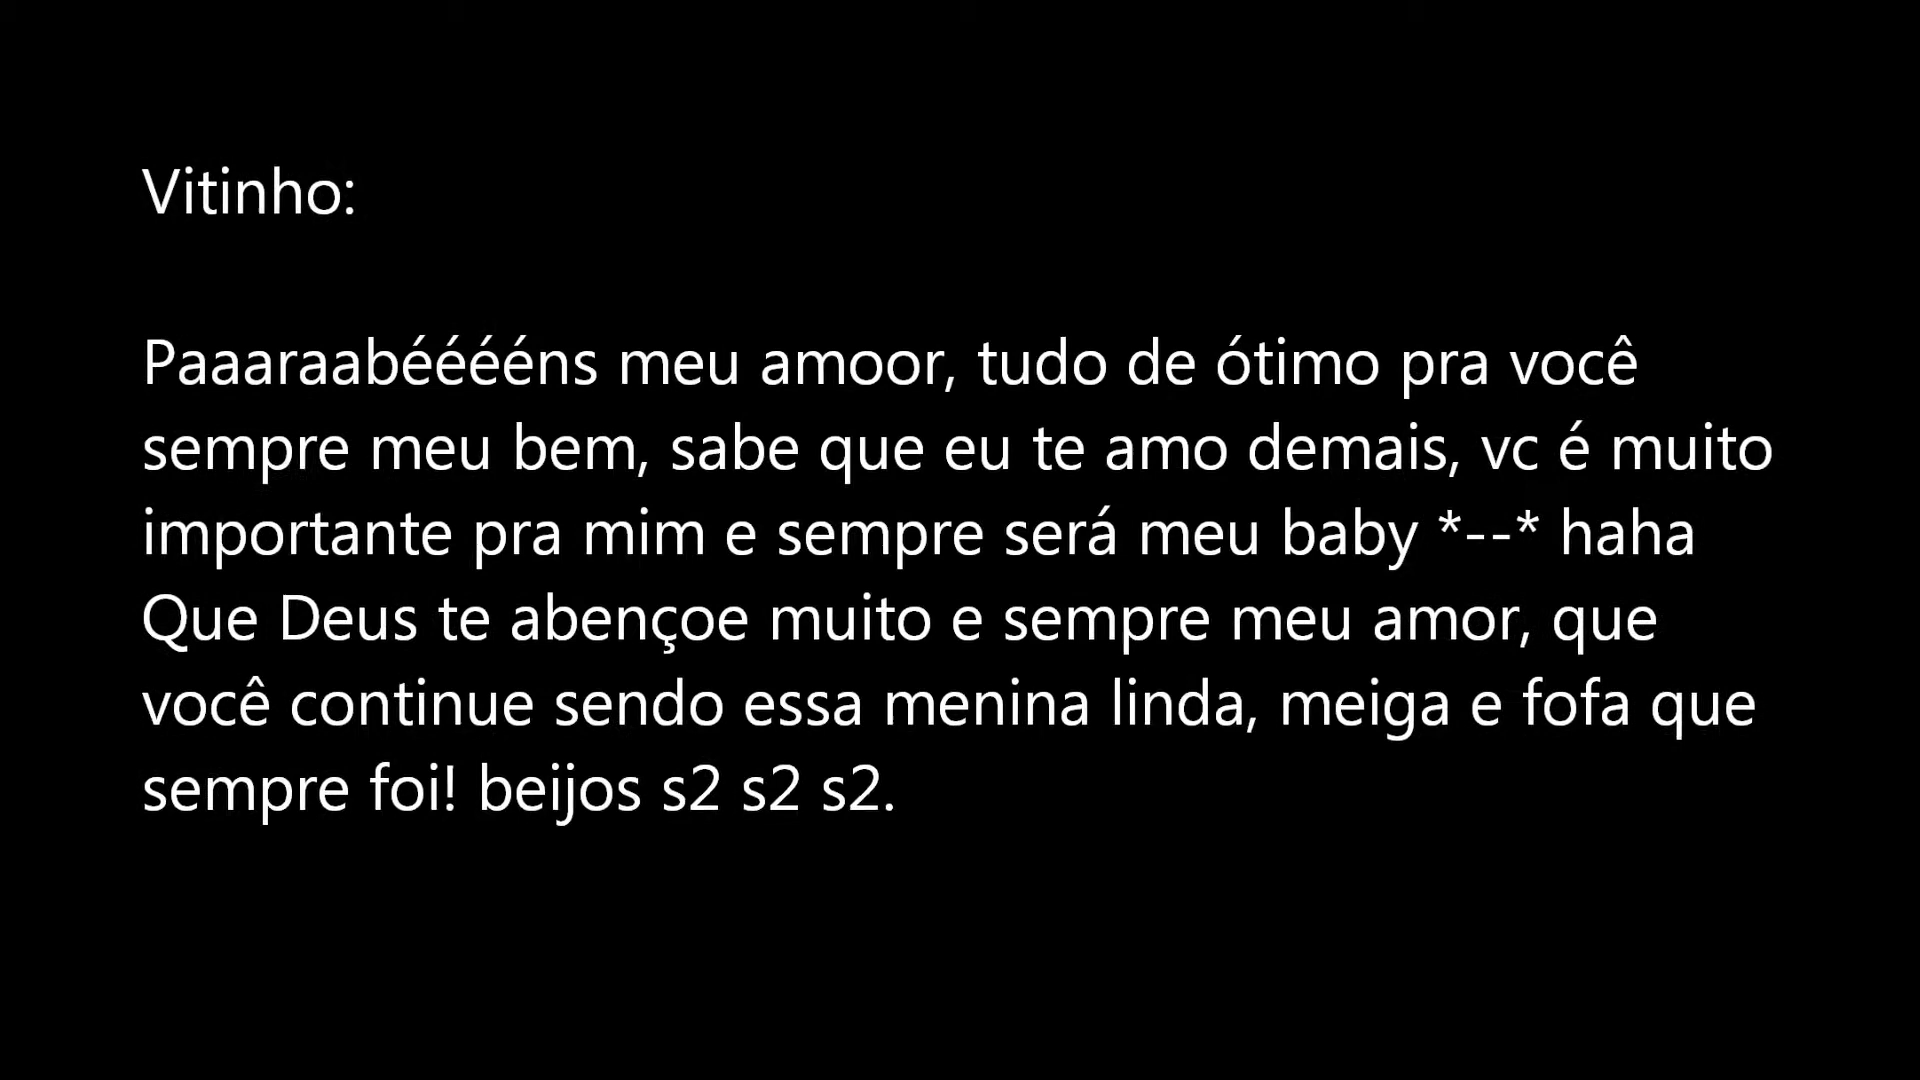 Vitinho:
Paaaraabééééns meu amoor, tudo de ótimo pra você
sempre meu bem, sabe que eu te amo demais, vc é muito
importante pra mim e sempre será meu baby *--* haha
Que Deus te abençoe muito e sempre meu amor, que
você continue sendo essa menina linda, meiga e fofa que
sempre foi! beijos s2 s2 s2.